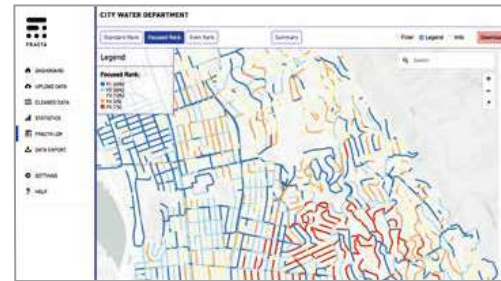 CITY WATER DEPARTMENT
FRACTA
Standard Rank
Focused Rank
Even Rank
Summary
Filter
Legend
Info
Legend
Search
Focused Rank:
DASHBOARD
UPLOAD DATA
CLEANED DATA
STATISTICS
FRACTA LOF
DATA EXPORT
SETTINGS
HELP